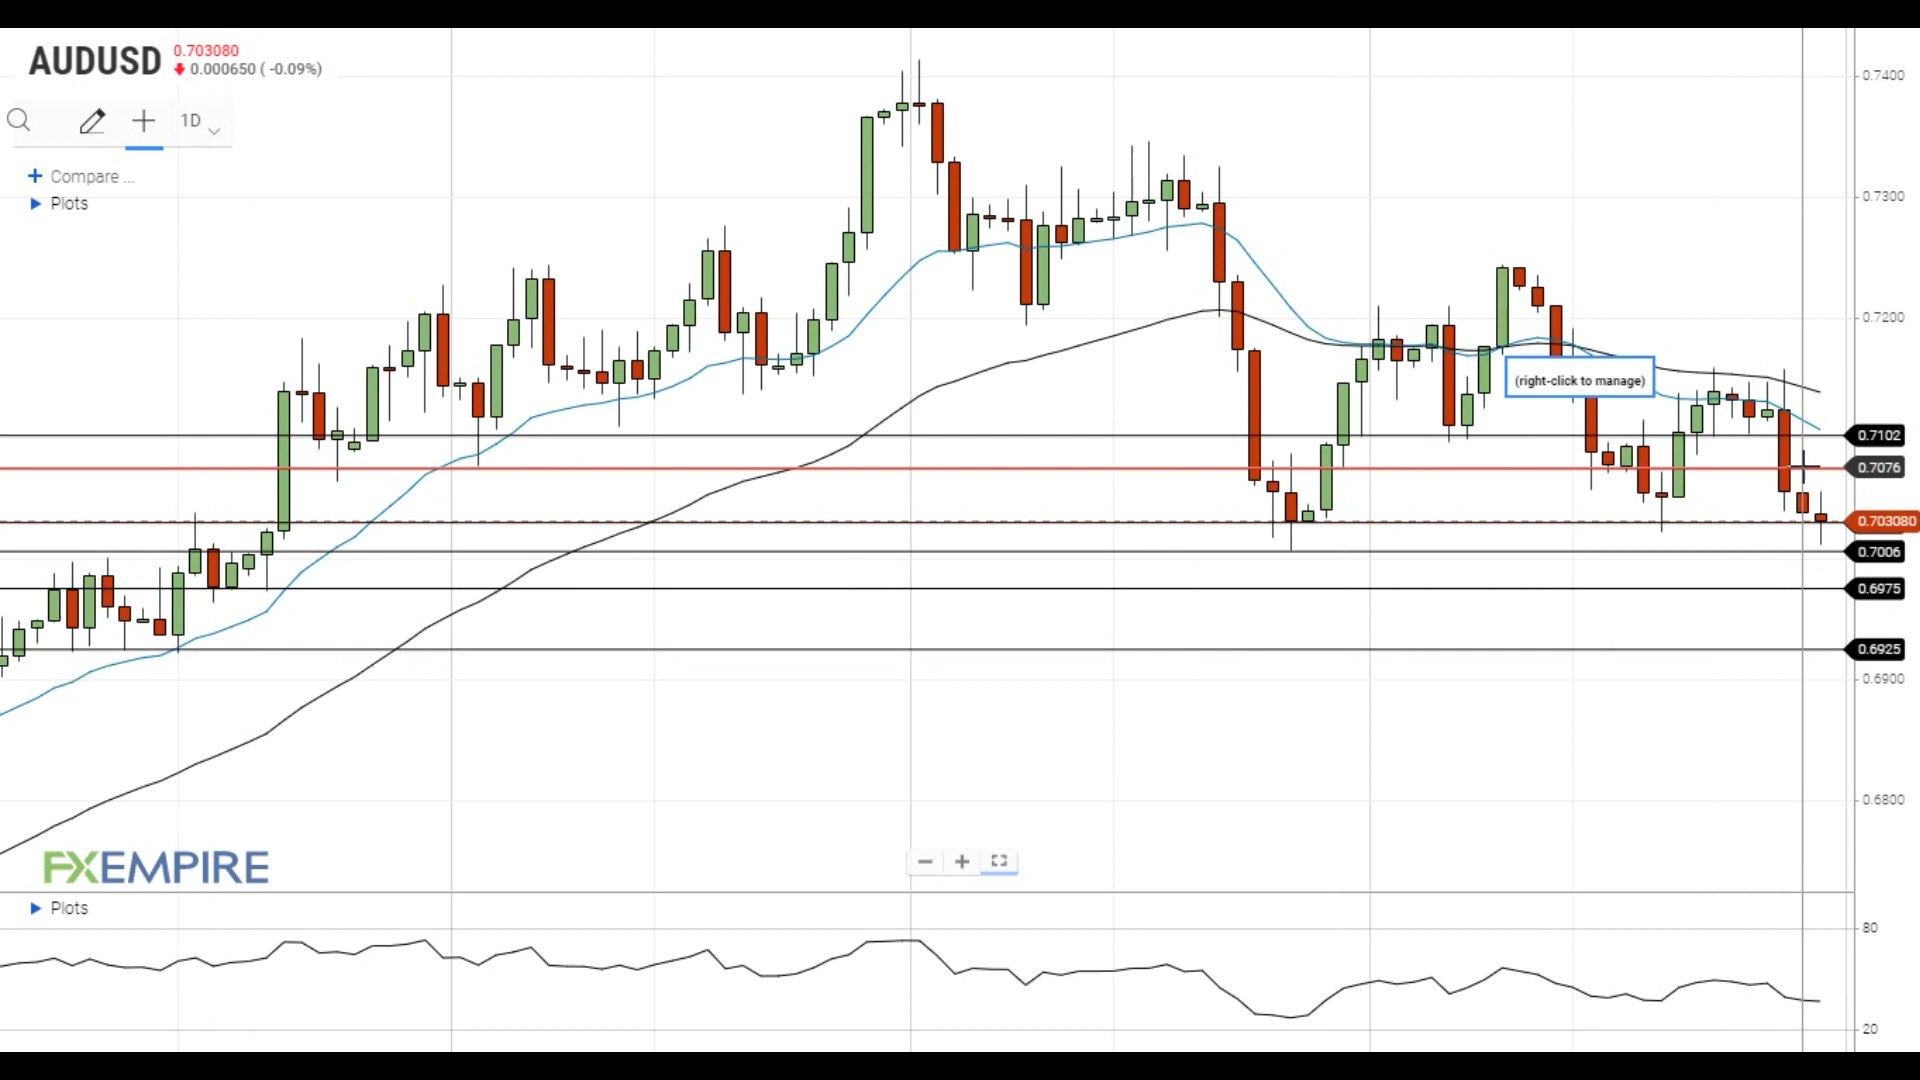 AUDUSD 0.703080
0.000650 ( -0.09%)
1D
+ Compare ...
Plots
0.7400
0.7300
0.7200
(right-click to manage)
0.7102
0.7076
0.703080
0.7006
0.6975
0.6925
0.6900
0.6800
FXEMPIRE
Plots
80
20